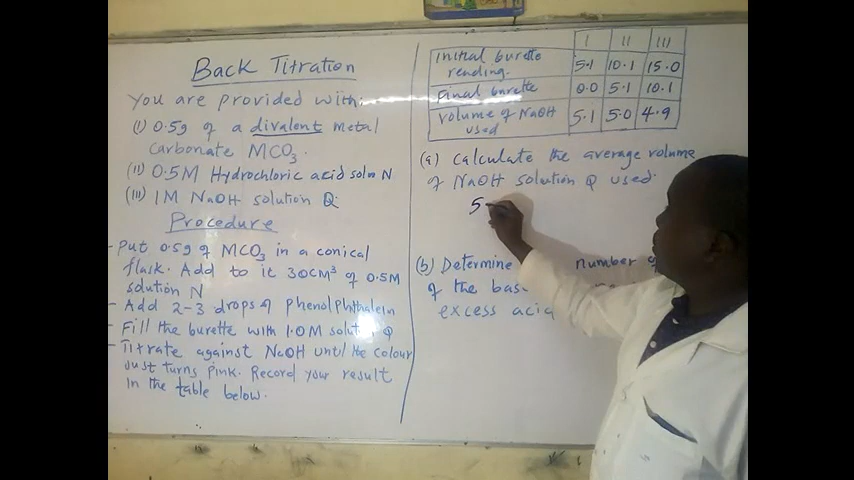 Back Titration
You are provided with:
(i) 0.5g of a divalent metal
carbonate MCO3.
(ii) 0.5M Hydrochloric acid soln N
(iii) 1M NaOH solution Q.
Procedure
- Put 0.5g of MCO3 in a conical
flask. Add to it 30cm³ of 0.5M
solution N
- Add 2-3 drops of phenolphthalein
- Fill the burette with 1.0M solution Q
- Titrate against NaOH until the colour
Just turns pink. Record your result
in the table below.
I II III
Initial burette reading. 5.1 10.1 15.0
Final burette 0.0 5.1 10.1
Volume of NaOH used 5.1 5.0 4.9
(a) Calculate the average volume
of NaOH solution Q used.
5
(b) Determine number of
of the
excess acid